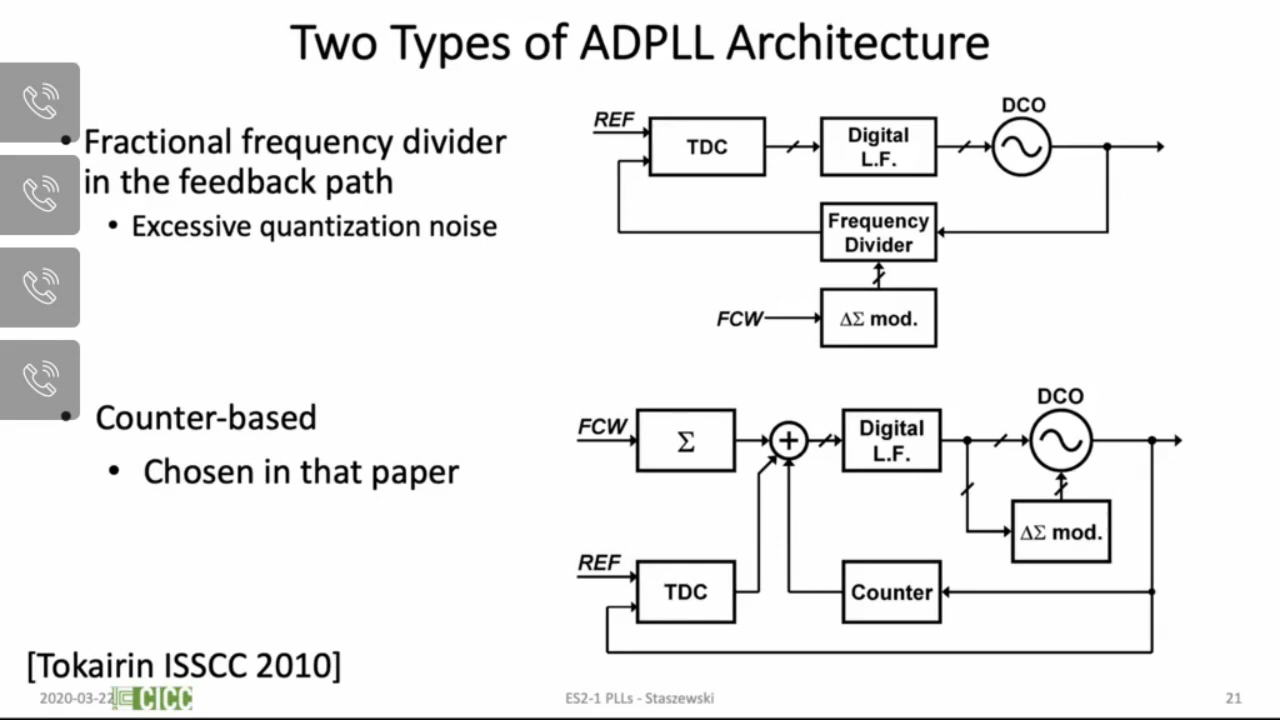 Two Types of ADPLL Architecture
• Fractional frequency divider
in the feedback path
• Excessive quantization noise
REF
TDC
Digital
L.F.
DCO
Frequency
Divider
FCW
ΔΣ mod.
• Counter-based
• Chosen in that paper
FCW
Σ
+
Digital
L.F.
DCO
ΔΣ mod.
REF
TDC
Counter
[Tokairin ISSCC 2010]
2020-03-22
CICC
ES2-1 PLLs - Staszewski
21